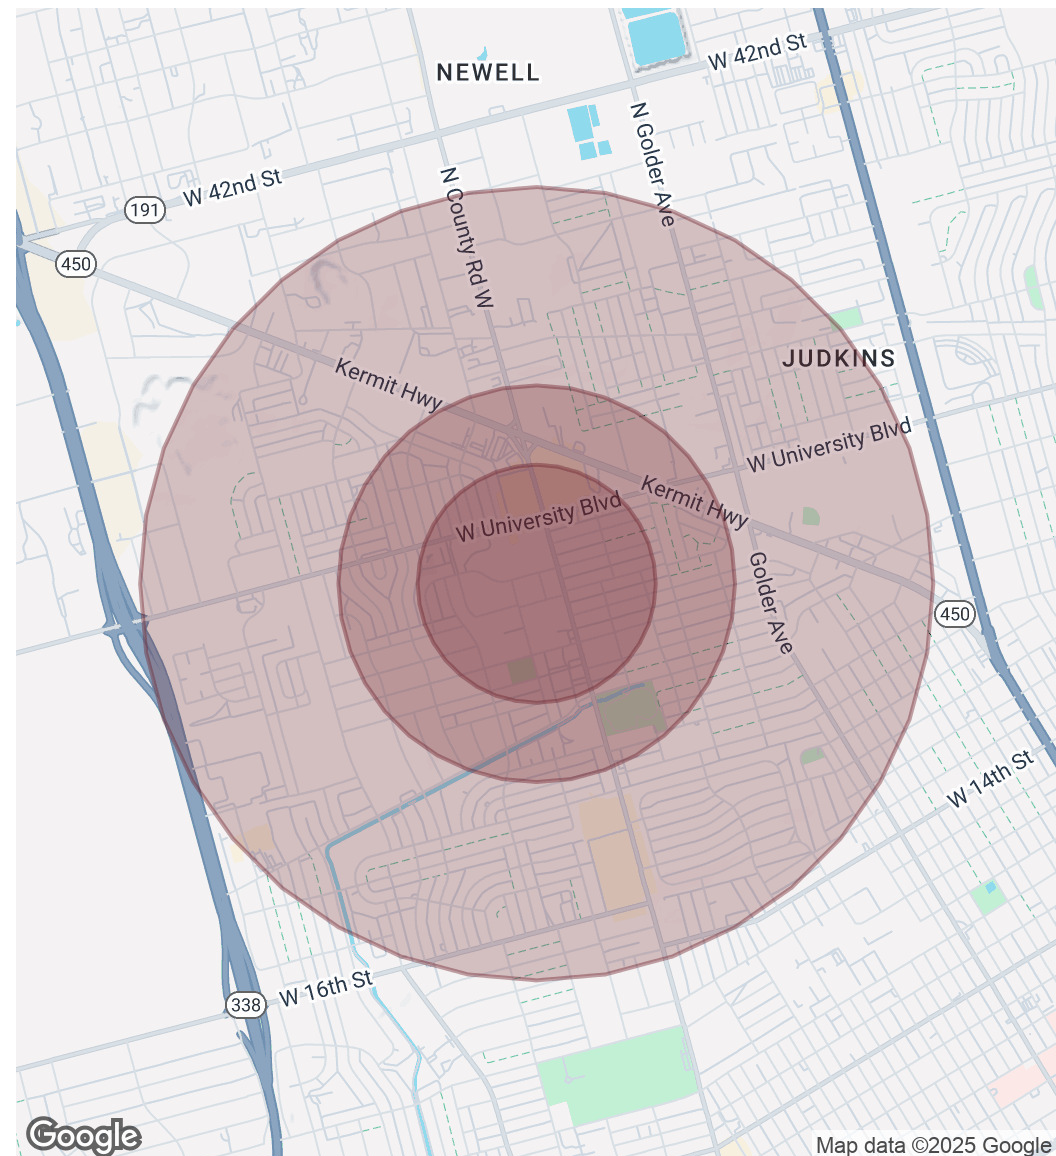 W 42nd St
NEWELL
N Golder Ave
191
W 42nd St
N County Rd W
450
JUDKINS
Kermit Hwy
W University Blvd
Kermit Hwy
W University Blvd
Golder Ave
450
W 14th St
W 16th St
338
Google
Map data ©2025 Google